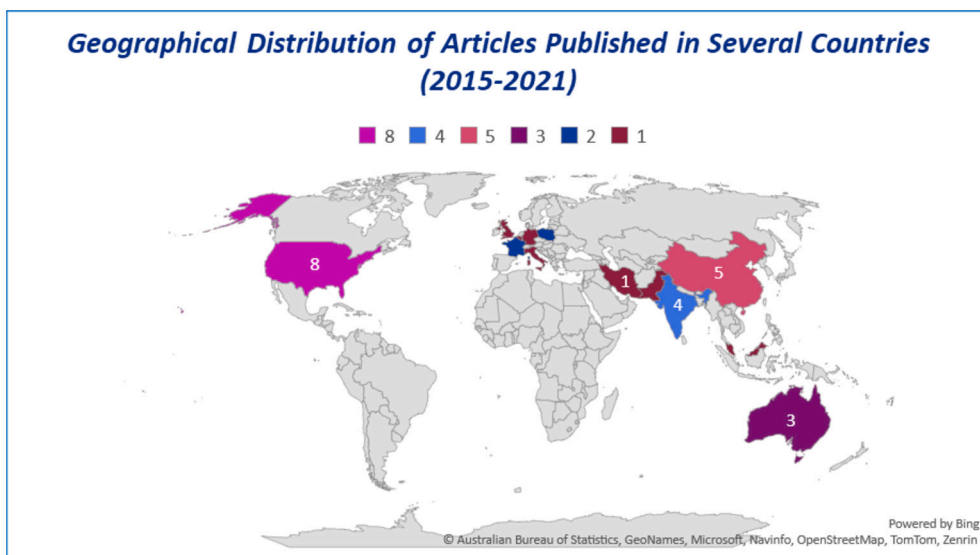 Geographical Distribution of Articles Published in Several Countries
(2015-2021)
8 4 5 3 2 1
8
5
1
4
3
Powered by Bing
© Australian Bureau of Statistics, GeoNames, Microsoft, Navinfo, OpenStreetMap, TomTom, Zenrin